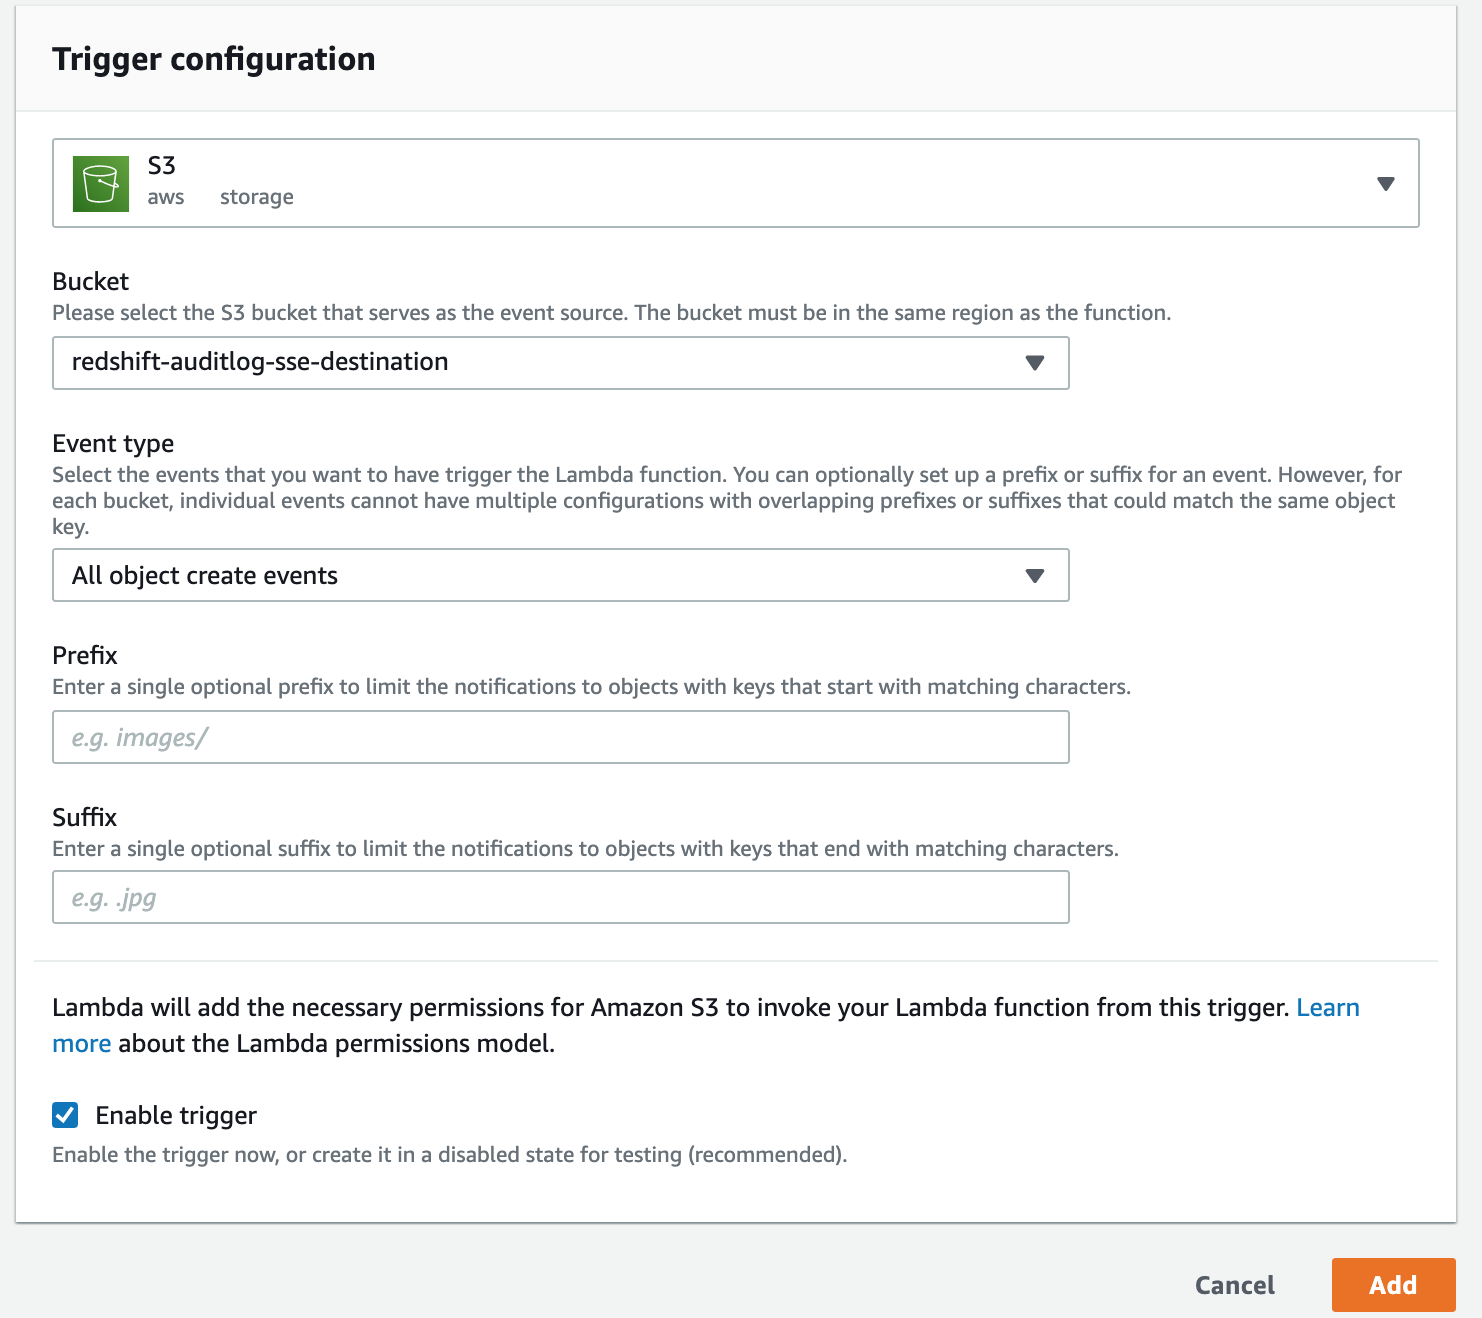 Trigger configuration
S3
aws storage
Bucket
Please select the S3 bucket that serves as the event source. The bucket must be in the same region as the function.
redshift-auditlog-sse-destination
Event type
Select the events that you want to have trigger the Lambda function. You can optionally set up a prefix or suffix for an event. However, for
each bucket, individual events cannot have multiple configurations with overlapping prefixes or suffixes that could match the same object
key.
All object create events
Prefix
Enter a single optional prefix to limit the notifications to objects with keys that start with matching characters.
e.g. images/
Suffix
Enter a single optional suffix to limit the notifications to objects with keys that end with matching characters.
e.g. .jpg
Lambda will add the necessary permissions for Amazon S3 to invoke your Lambda function from this trigger. Learn
more about the Lambda permissions model.
Enable trigger
Enable the trigger now, or create it in a disabled state for testing (recommended).
Cancel Add